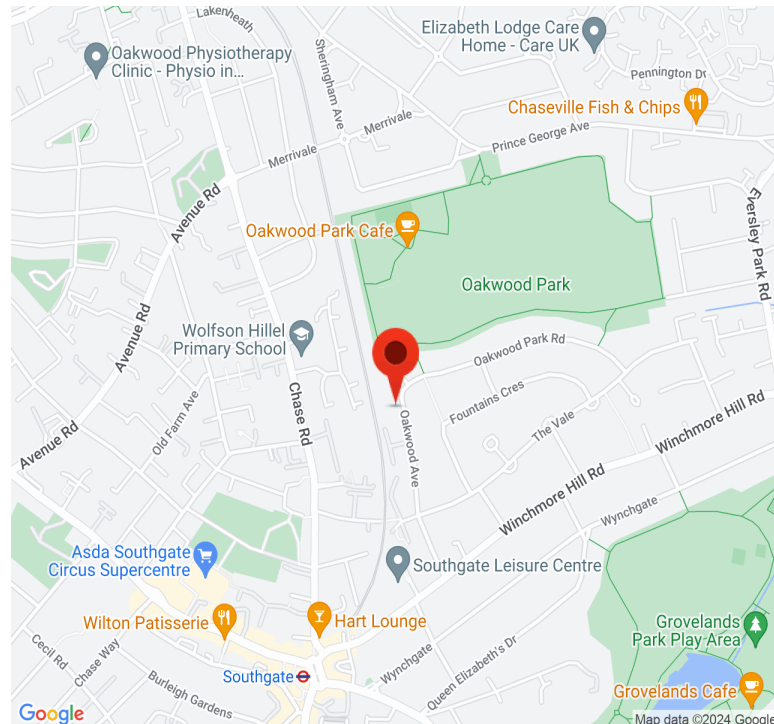 Lakenheath
Elizabeth Lodge Care
Home - Care UK
Oakwood Physiotherapy
Clinic - Physio in...
Sheringham Ave
Pennington Dr
Chaseville Fish & Chips
Merrivale
Prince George Ave
Merrivale
Avenue Rd
Eversley Park Rd
Oakwood Park Cafe
Oakwood Park
Avenue Rd
Wolfson Hillel
Primary School
Oakwood Park Rd
Chase Rd
Old Farm Ave
Fountains Cres
Oakwood Ave
The Vale
Winchmore Hill Rd
Avenue Rd
Winchmore Hill Rd
Wynchgate
Asda Southgate
Circus Supercentre
Southgate Leisure Centre
Wilton Patisserie
Hart Lounge
Grovelands
Park Play Area
Cecil Rd
Chase Way
Southgate
Wynchgate
Queen Elizabeth's Dr
Burleigh Gardens
Grovelands Cafe
Google
Map data ©2024 Google